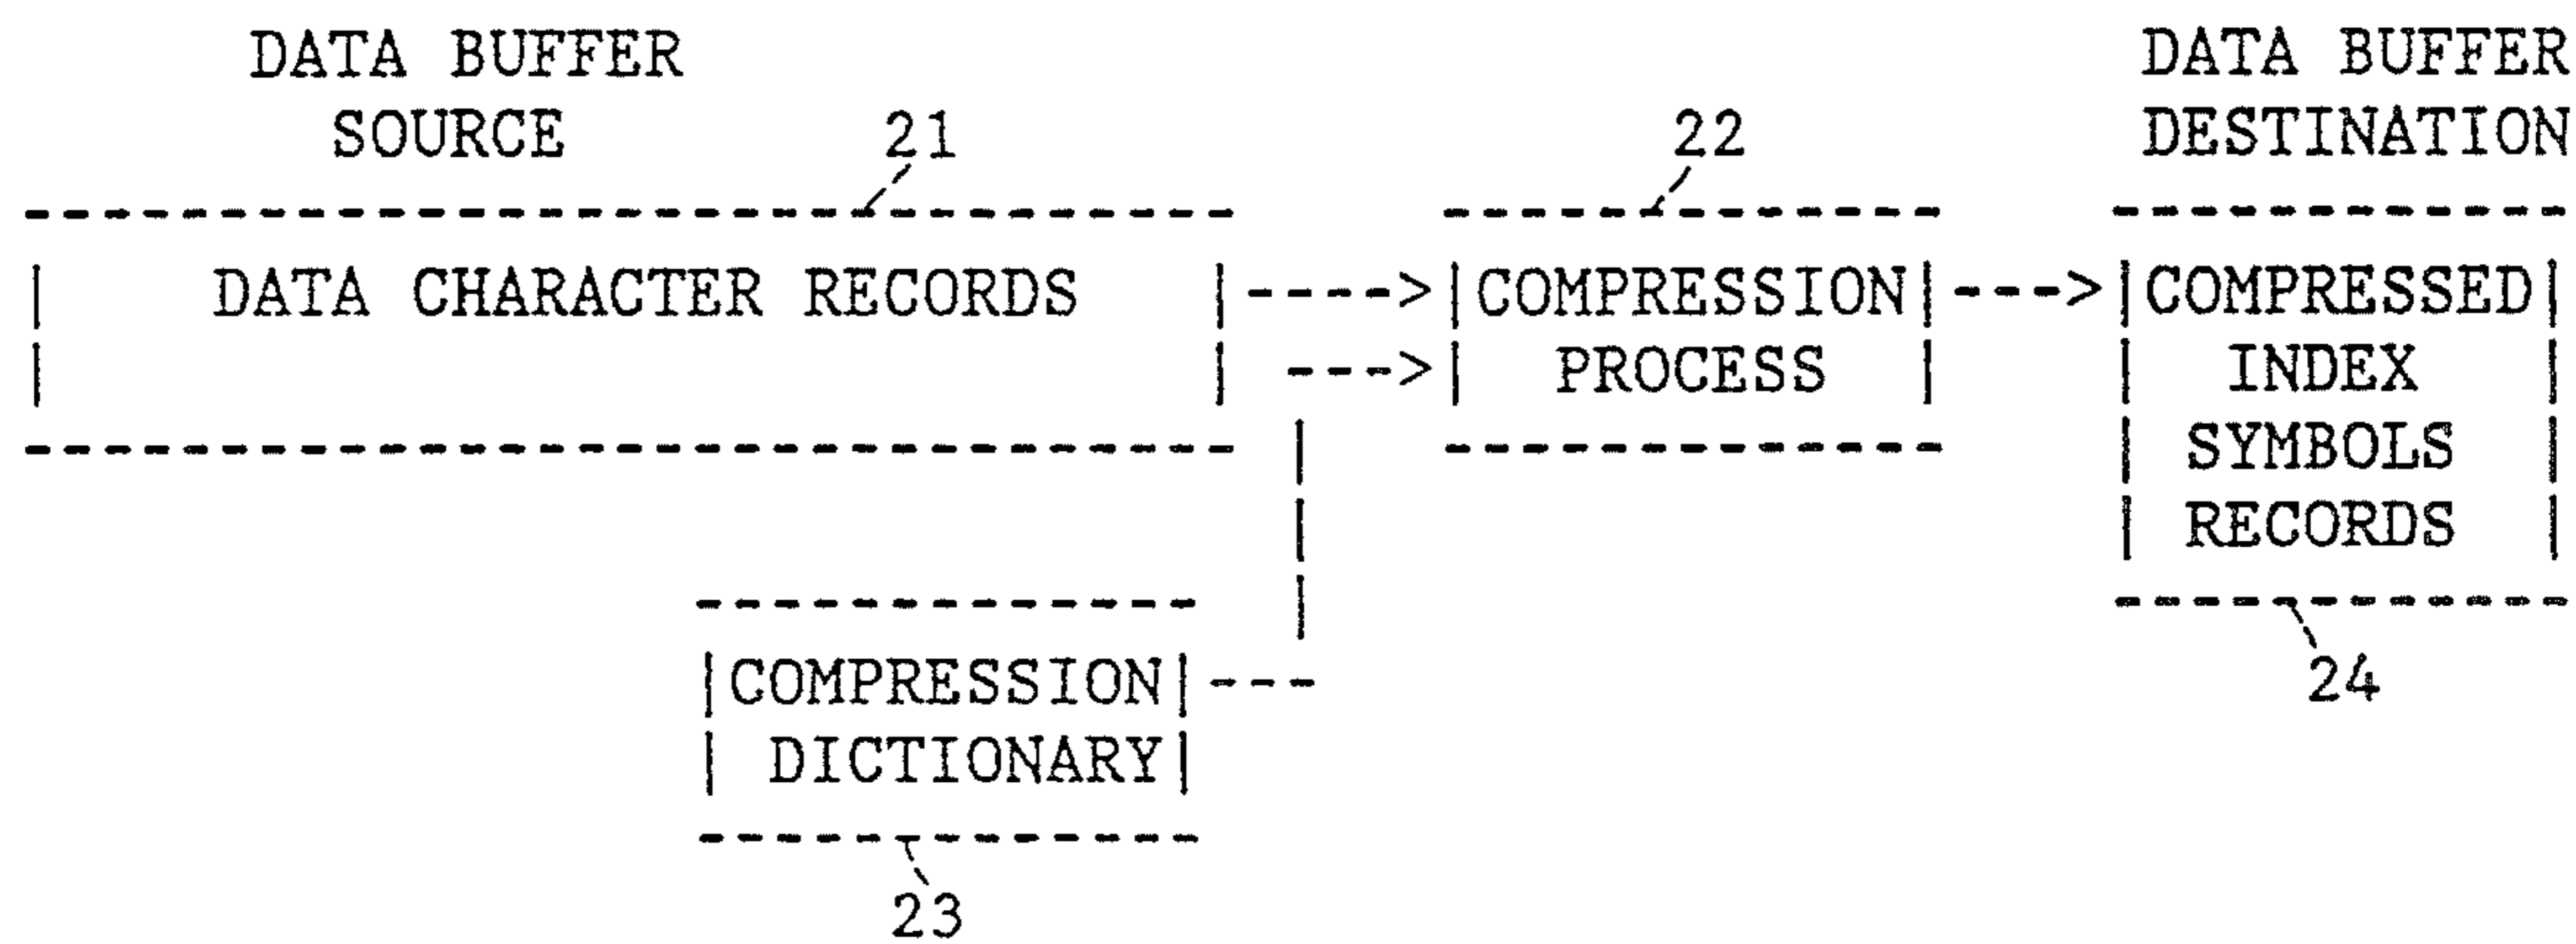 DATA BUFFER
SOURCE
21
22
DATA BUFFER
DESTINATION
DATA CHARACTER RECORDS
COMPRESSION
PROCESS
COMPRESSED
INDEX
SYMBOLS
RECORDS
COMPRESSION
DICTIONARY
23
24